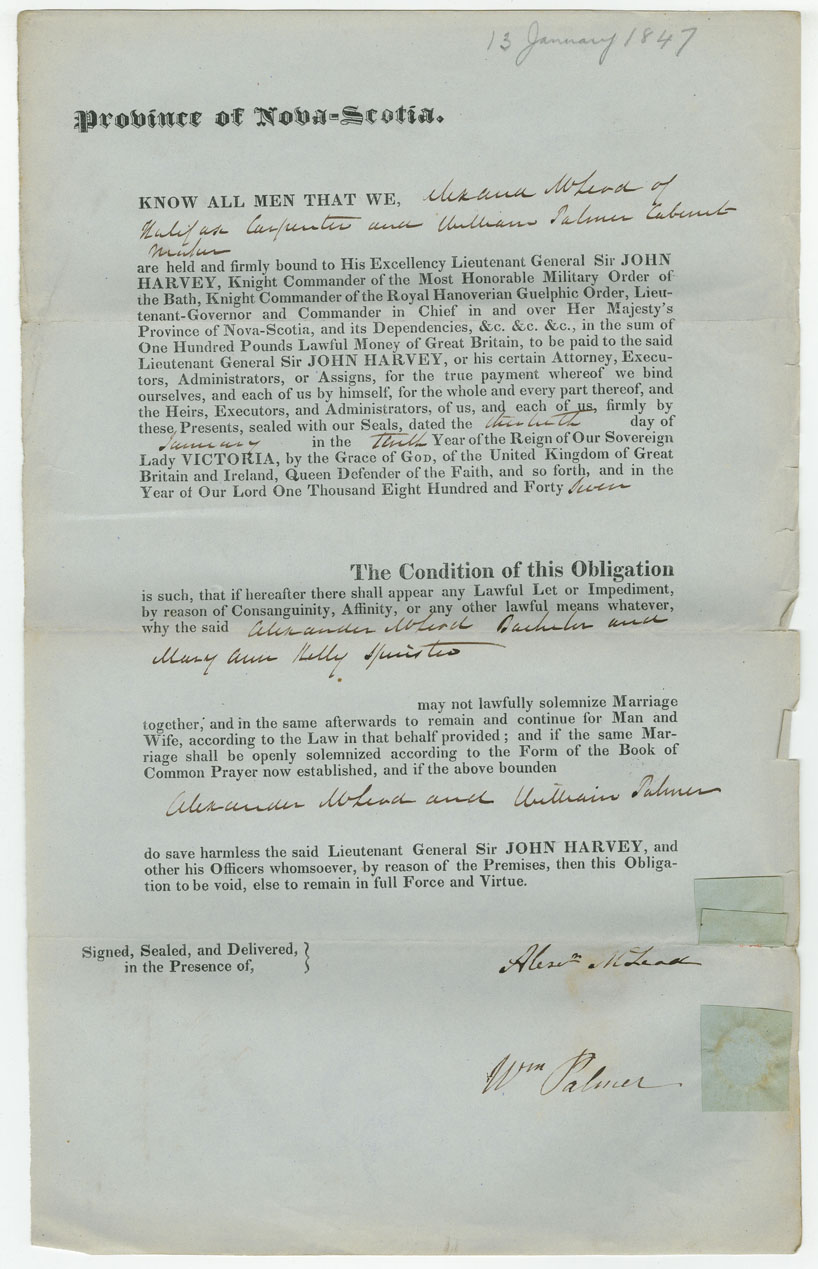 13 January 1847
Province of Nova-Scotia.
KNOW ALL MEN THAT WE, Alexand McLeod of
Halifax Carpenter and William Palmer Cabinet
Maker
are held and firmly bound to His Excellency Lieutenant General Sir JOHN
HARVEY, Knight Commander of the Most Honorable Military Order of
the Bath, Knight Commander of the Royal Hanoverian Guelphic Order, Lieu-
tenant-Governor and Commander in Chief in and over Her Majesty's
Province of Nova-Scotia, and its Dependencies, &c. &c. &c., in the sum of
One Hundred Pounds Lawful Money of Great Britain, to be paid to the said
Lieutenant General Sir JOHN HARVEY, or his certain Attorney, Execu-
tors, Administrators, or Assigns, for the true payment whereof we bind
ourselves, and each of us by himself, for the whole and every part thereof, and
the Heirs, Executors, and Administrators, of us, and each of us, firmly by
these Presents, sealed with our Seals, dated the thirteenth day of
January in the tenth Year of the Reign of Our Sovereign
Lady VICTORIA, by the Grace of GOD, of the United Kingdom of Great
Britain and Ireland, Queen Defender of the Faith, and so forth, and in the
Year of Our Lord One Thousand Eight Hundred and Forty Seven
The Condition of this Obligation
is such, that if hereafter there shall appear any Lawful Let or Impediment,
by reason of Consanguinity, Affinity, or any other lawful means whatever,
why the said Alexander McLeod Bachelor and
Mary Ann Kelly Spinster
may not lawfully solemnize Marriage
together, and in the same afterwards to remain and continue for Man and
Wife, according to the Law in that behalf provided; and if the same Mar-
riage shall be openly solemnized according to the Form of the Book of
Common Prayer now established, and if the above bounden
Alexander McLeod and William Palmer
do save harmless the said Lieutenant General Sir JOHN HARVEY, and
other his Officers whomsoever, by reason of the Premises, then this Obliga-
tion to be void, else to remain in full Force and Virtue.
Signed, Sealed, and Delivered, }
in the Presence of,
Alexr McLeod
Wm Palmer